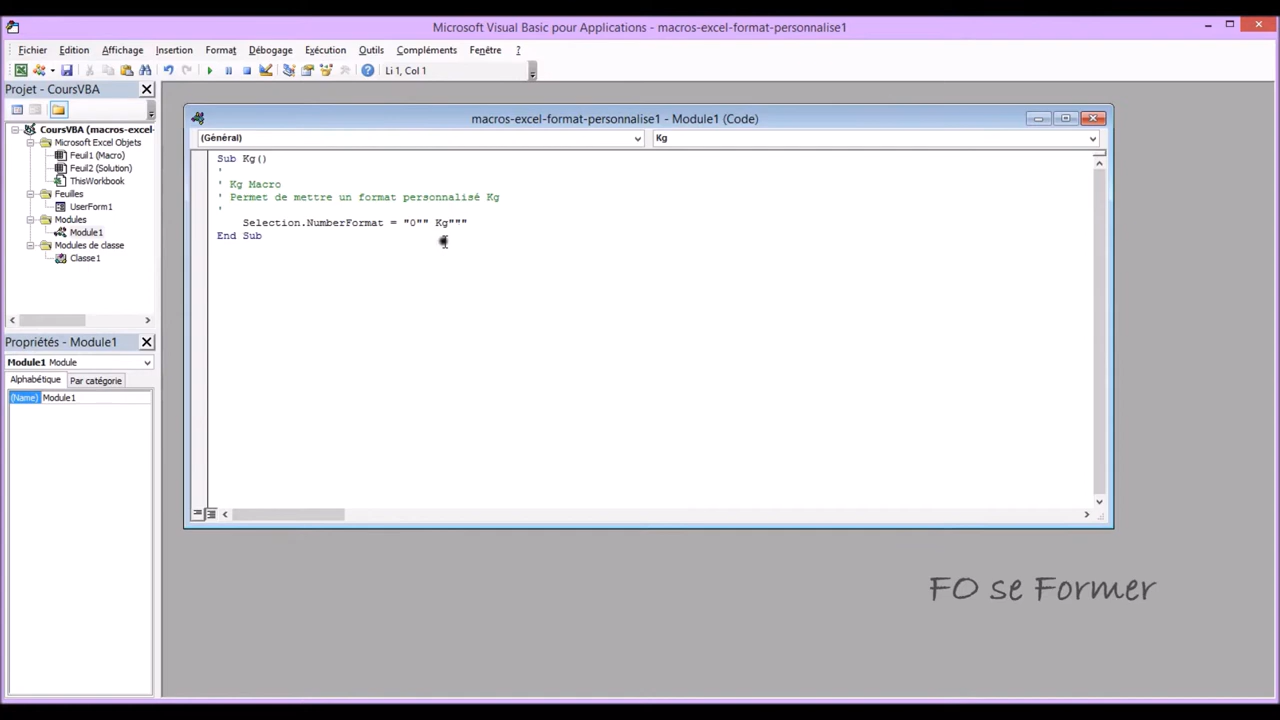 Microsoft Visual Basic pour Applications - macros-excel-format-personnalise1
Fichier Edition Affichage Insertion Format Débogage Exécution Outils Compléments Fenêtre ?
Li 1, Col 1
Projet - CoursVBA
CoursVBA (macros-excel-
Microsoft Excel Objets
Feuil1 (Macro)
Feuil2 (Solution)
ThisWorkbook
Feuilles
UserForm1
Modules
Module1
Modules de classe
Classe1
Propriétés - Module1
Module1 Module
Alphabétique Par catégorie
(Name) Module1
macros-excel-format-personnalise1 - Module1 (Code)
(Général) Kg
Sub Kg()
'
' Kg Macro
' Permet de mettre un format personnalisé Kg
'
Selection.NumberFormat = "0"" Kg"""
End Sub
FO se Former